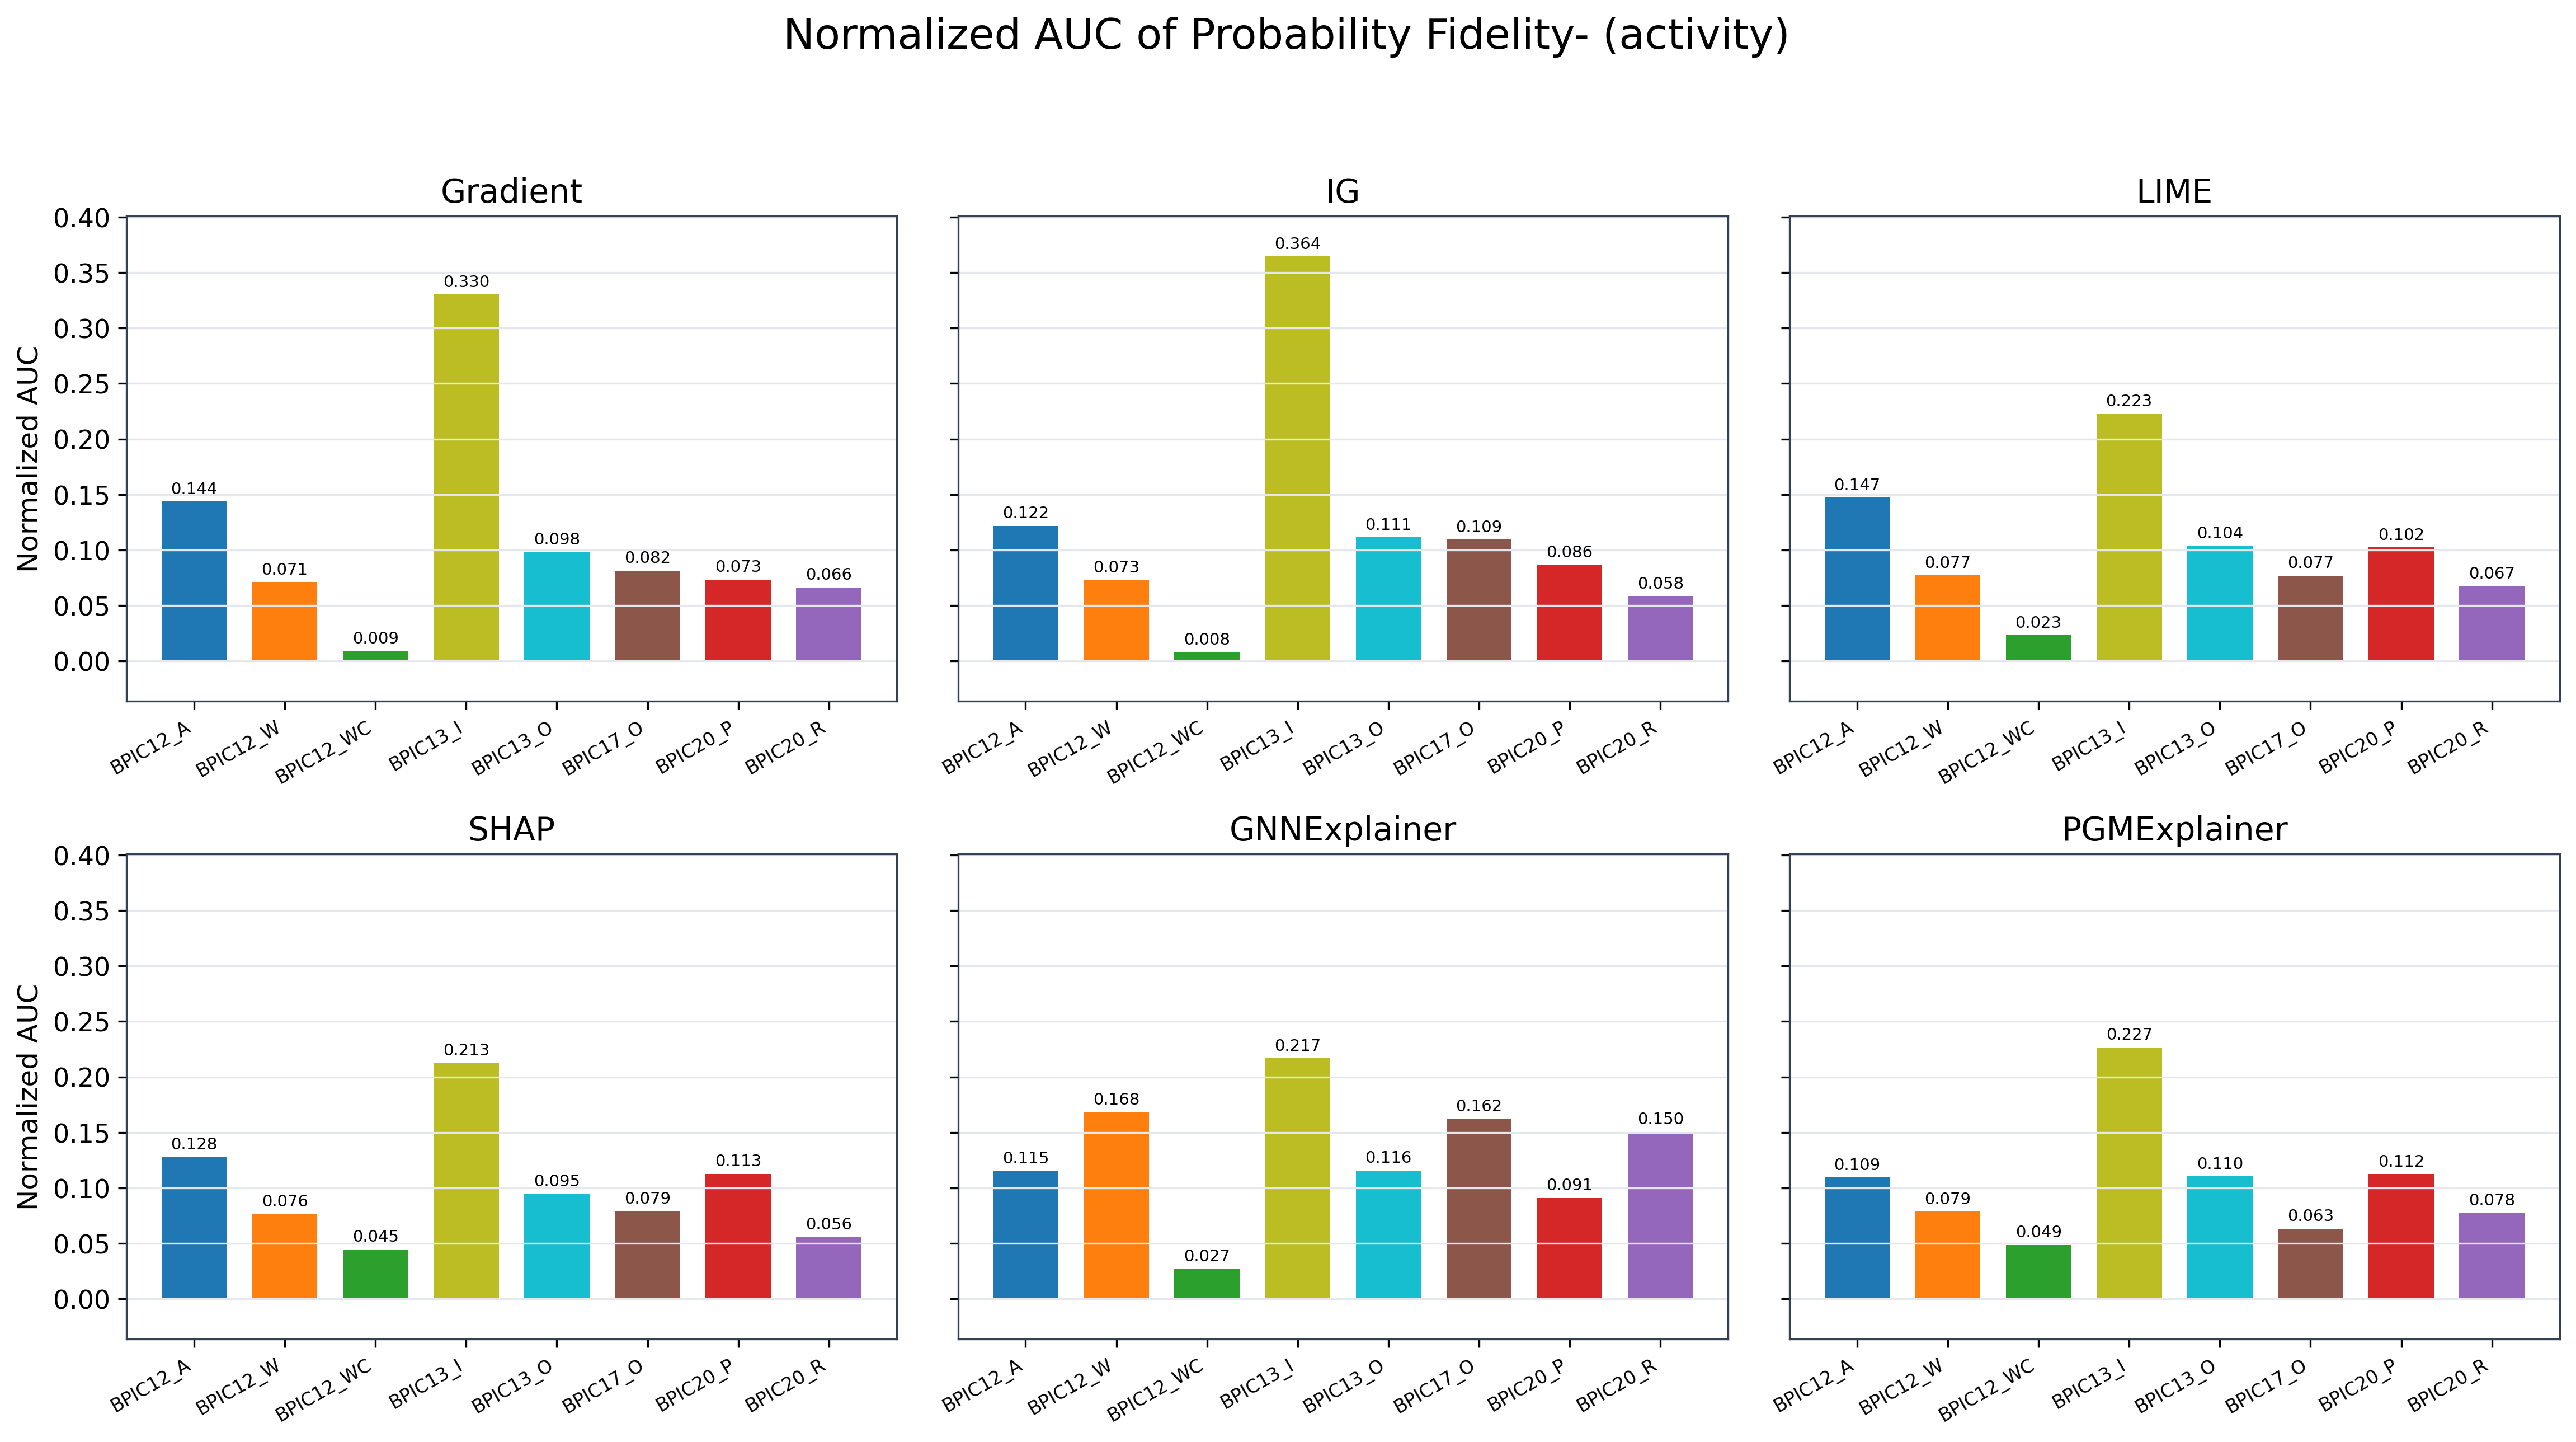 Normalized AUC of Probability Fidelity- (activity)
Gradient
Normalized AUC
0.40
0.35
0.30
0.25
0.20
0.15
0.10
0.05
0.00
0.144
0.071
0.009
0.330
0.098
0.082
0.073
0.066
BPIC12_A
BPIC12_W
BPIC12_WC
BPIC13_I
BPIC13_O
BPIC17_O
BPIC20_P
BPIC20_R
IG
0.122
0.073
0.008
0.364
0.111
0.109
0.086
0.058
BPIC12_A
BPIC12_W
BPIC12_WC
BPIC13_I
BPIC13_O
BPIC17_O
BPIC20_P
BPIC20_R
LIME
0.147
0.077
0.023
0.223
0.104
0.077
0.102
0.067
BPIC12_A
BPIC12_W
BPIC12_WC
BPIC13_I
BPIC13_O
BPIC17_O
BPIC20_P
BPIC20_R
SHAP
Normalized AUC
0.40
0.35
0.30
0.25
0.20
0.15
0.10
0.05
0.00
0.128
0.076
0.045
0.213
0.095
0.079
0.113
0.056
BPIC12_A
BPIC12_W
BPIC12_WC
BPIC13_I
BPIC13_O
BPIC17_O
BPIC20_P
BPIC20_R
GNNExplainer
0.115
0.168
0.027
0.217
0.116
0.162
0.091
0.150
BPIC12_A
BPIC12_W
BPIC12_WC
BPIC13_I
BPIC13_O
BPIC17_O
BPIC20_P
BPIC20_R
PGMExplainer
0.109
0.079
0.049
0.227
0.110
0.063
0.112
0.078
BPIC12_A
BPIC12_W
BPIC12_WC
BPIC13_I
BPIC13_O
BPIC17_O
BPIC20_P
BPIC20_R